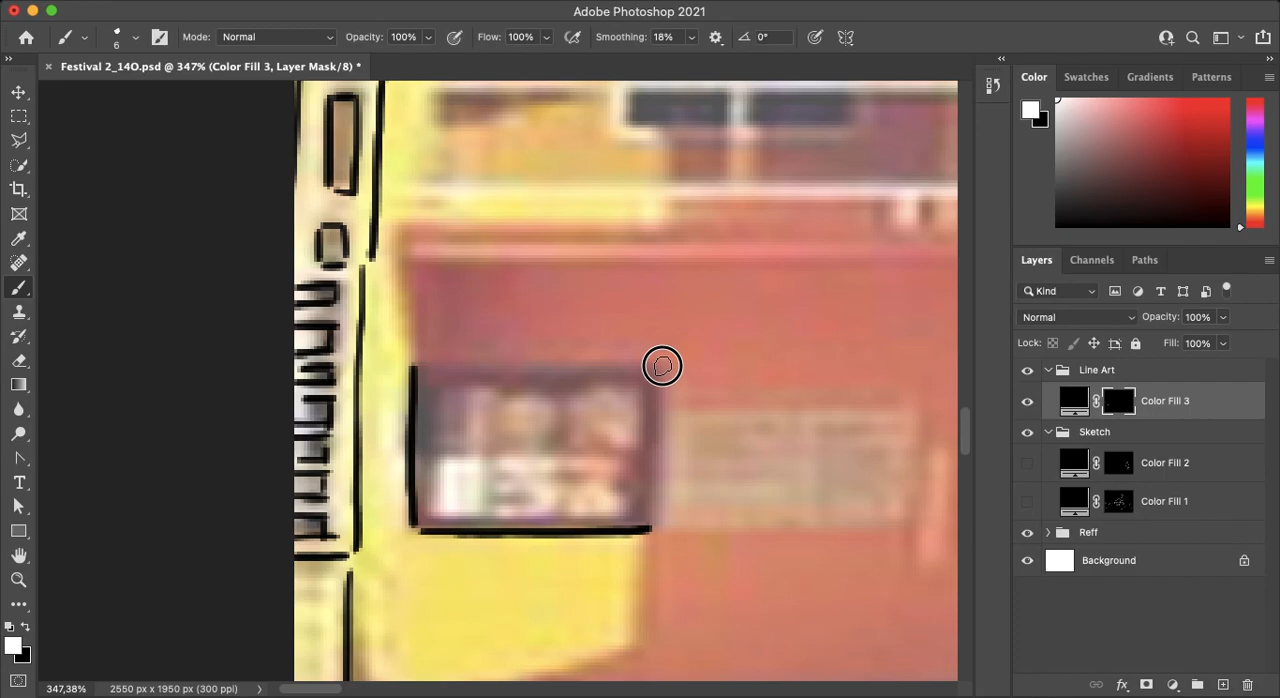 Adobe Photoshop 2021
6 Mode: Normal Opacity: 100% Flow: 100% Smoothing: 18% 0°
× Festival 2_14O.psd @ 347% (Color Fill 3, Layer Mask/8) *
Color Swatches Gradients Patterns
Layers Channels Paths
Kind
Normal Opacity: 100%
Lock: Fill: 100%
Line Art
Color Fill 3
Sketch
Color Fill 2
Color Fill 1
Reff
Background
fx
347,38% 2550 px x 1950 px (300 ppi)